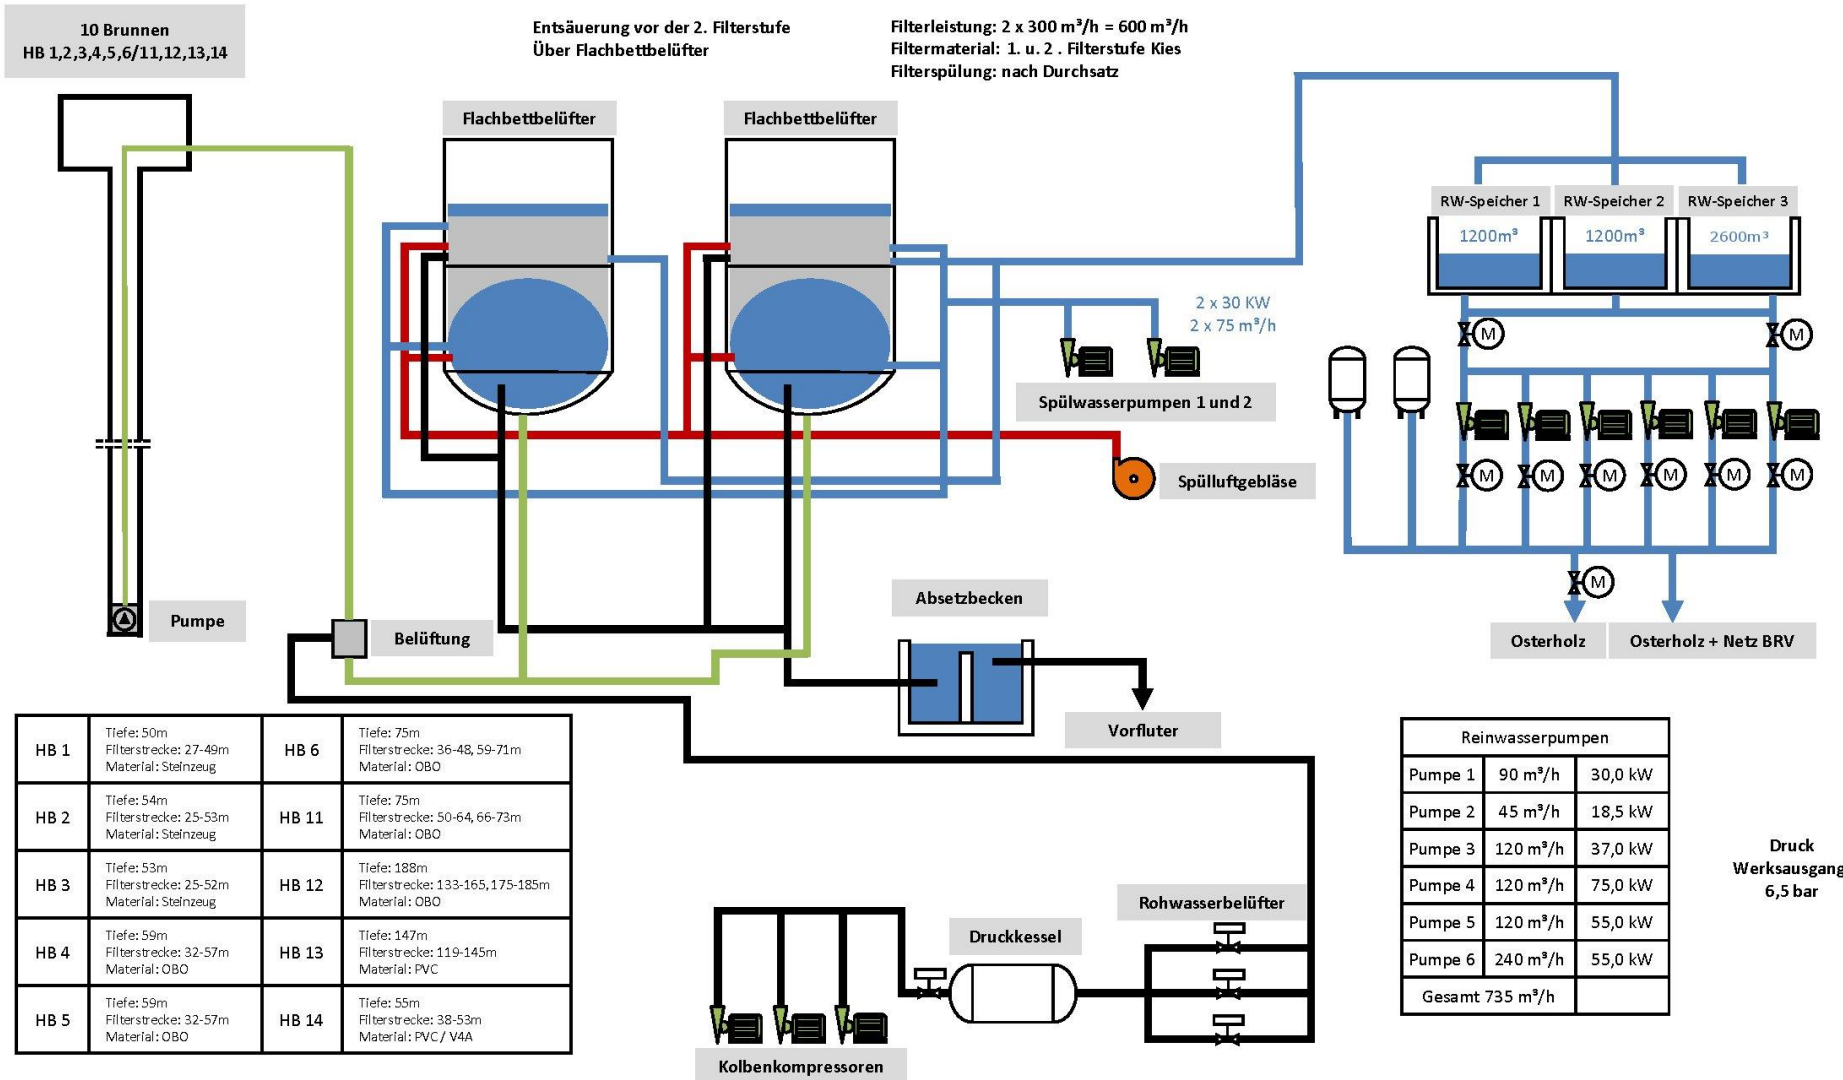 10 Brunnen
HB 1,2,3,4,5,6/11,12,13,14
Entsäuerung vor der 2. Filterstufe
Über Flachbettbelüfter
Filterleistung: 2 x 300 m³/h = 600 m³/h
Filtermaterial: 1. u. 2 . Filterstufe Kies
Filterspülung: nach Durchsatz
Flachbettbelüfter
Flachbettbelüfter
RW-Speicher 1
RW-Speicher 2
RW-Speicher 3
1200m³
1200m³
2600m³
2 x 30 KW
2 x 75 m³/h
M
M
Spülwasserpumpen 1 und 2
Spülluftgebläse
M
M
M
M
M
M
M
Osterholz
Osterholz + Netz BRV
Pumpe
Belüftung
Absetzbecken
Vorfluter
HB 1
Tiefe: 50m
Filterstrecke: 27-49m
Material: Steinzeug
HB 6
Tiefe: 75m
Filterstrecke: 36-48, 59-71m
Material: OBO
HB 2
Tiefe: 54m
Filterstrecke: 25-53m
Material: Steinzeug
HB 11
Tiefe: 75m
Filterstrecke: 50-64, 66-73m
Material: OBO
HB 3
Tiefe: 53m
Filterstrecke: 25-52m
Material: Steinzeug
HB 12
Tiefe: 188m
Filterstrecke: 133-165, 175-185m
Material: OBO
HB 4
Tiefe: 59m
Filterstrecke: 32-57m
Material: OBO
HB 13
Tiefe: 147m
Filterstrecke: 119-145m
Material: PVC
HB 5
Tiefe: 59m
Filterstrecke: 32-57m
Material: OBO
HB 14
Tiefe: 55m
Filterstrecke: 38-53m
Material: PVC / V4A
Kolbenkompressoren
Druckkessel
Rohwasserbelüfter
Reinwasserpumpen
Pumpe 1 90 m³/h 30,0 kW
Pumpe 2 45 m³/h 18,5 kW
Pumpe 3 120 m³/h 37,0 kW
Pumpe 4 120 m³/h 75,0 kW
Pumpe 5 120 m³/h 55,0 kW
Pumpe 6 240 m³/h 55,0 kW
Gesamt 735 m³/h
Druck
Werksausgang
6,5 bar